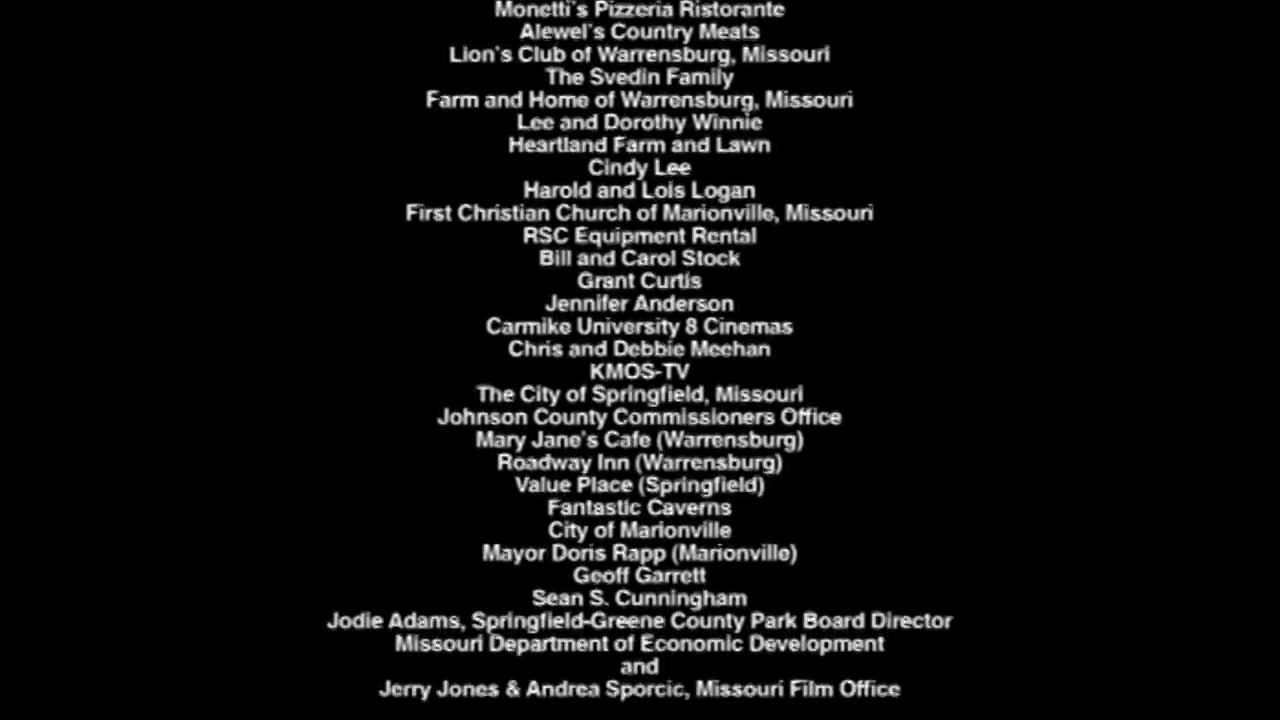 Monetti's Pizzeria Ristorante
Alewel's Country Meats
Lion's Club of Warrensburg, Missouri
The Svedin Family
Farm and Home of Warrensburg, Missouri
Lee and Dorothy Winnie
Heartland Farm and Lawn
Cindy Lee
Harold and Lois Logan
First Christian Church of Marionville, Missouri
RSC Equipment Rental
Bill and Carol Stock
Grant Curtis
Jennifer Anderson
Carmike University 8 Cinemas
Chris and Debbie Meehan
KMOS-TV
The City of Springfield, Missouri
Johnson County Commissioners Office
Mary Jane's Cafe (Warrensburg)
Roadway Inn (Warrensburg)
Value Place (Springfield)
Fantastic Caverns
City of Marionville
Mayor Doris Rapp (Marionville)
Geoff Garrett
Sean S. Cunningham
Jodie Adams, Springfield-Greene County Park Board Director
Missouri Department of Economic Development
and
Jerry Jones & Andrea Sporcic, Missouri Film Office